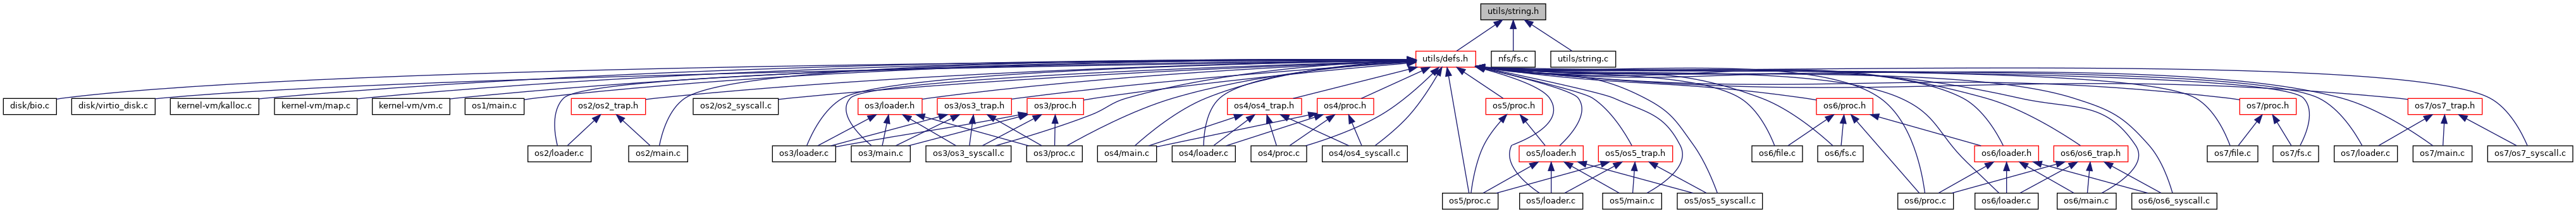 utils/string.h
utils/defs.h
nfs/fs.c
utils/string.c
disk/bio.c
disk/virtio_disk.c
kernel-vm/kalloc.c
kernel-vm/map.c
kernel-vm/vm.c
os1/main.c
os2/os2_trap.h
os2/os2_syscall.c
os3/loader.h
os3/os3_trap.h
os3/proc.h
os4/os4_trap.h
os4/proc.h
os5/proc.h
os6/proc.h
os7/proc.h
os7/os7_trap.h
os2/loader.c
os2/main.c
os3/loader.c
os3/main.c
os3/os3_syscall.c
os3/proc.c
os4/main.c
os4/loader.c
os4/proc.c
os4/os4_syscall.c
os5/loader.h
os5/os5_trap.h
os6/file.c
os6/fs.c
os6/loader.h
os6/os6_trap.h
os7/file.c
os7/fs.c
os7/loader.c
os7/main.c
os7/os7_syscall.c
os5/proc.c
os5/loader.c
os5/main.c
os5/os5_syscall.c
os6/proc.c
os6/loader.c
os6/main.c
os6/os6_syscall.c